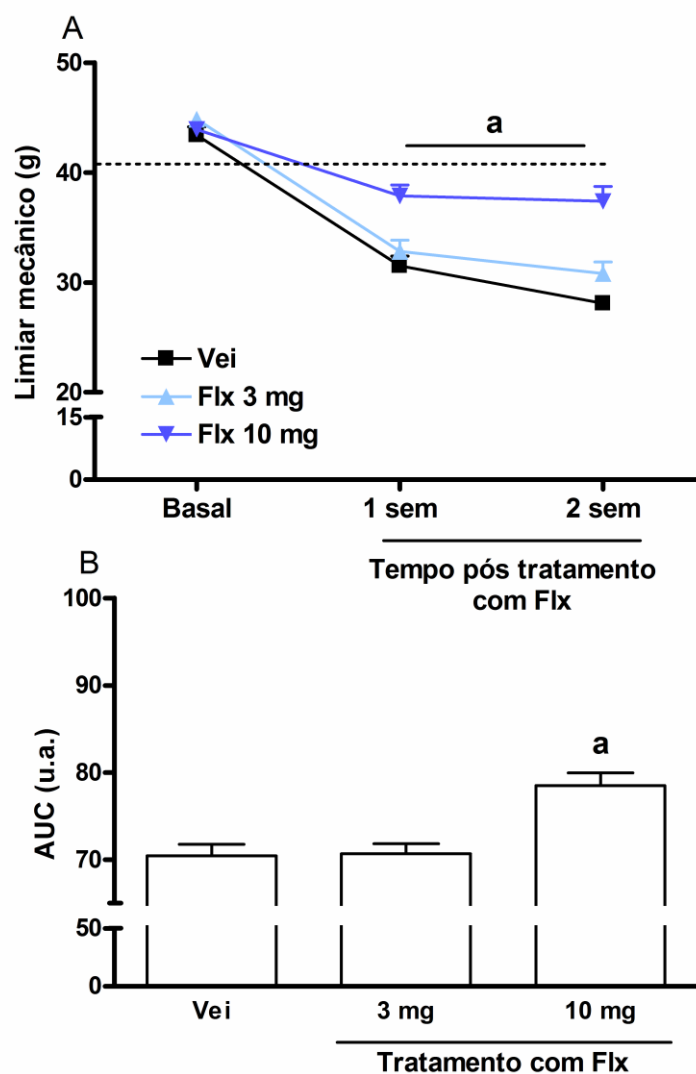 A
50
40
30
20
15
0
Limiar mecânico (g)
a
Vei
Flx 3 mg
Flx 10 mg
Basal
1 sem
2 sem
Tempo pós tratamento
com Flx
B
100
90
80
70
50
0
AUC (u.a.)
a
Vei
3 mg
10 mg
Tratamento com Flx